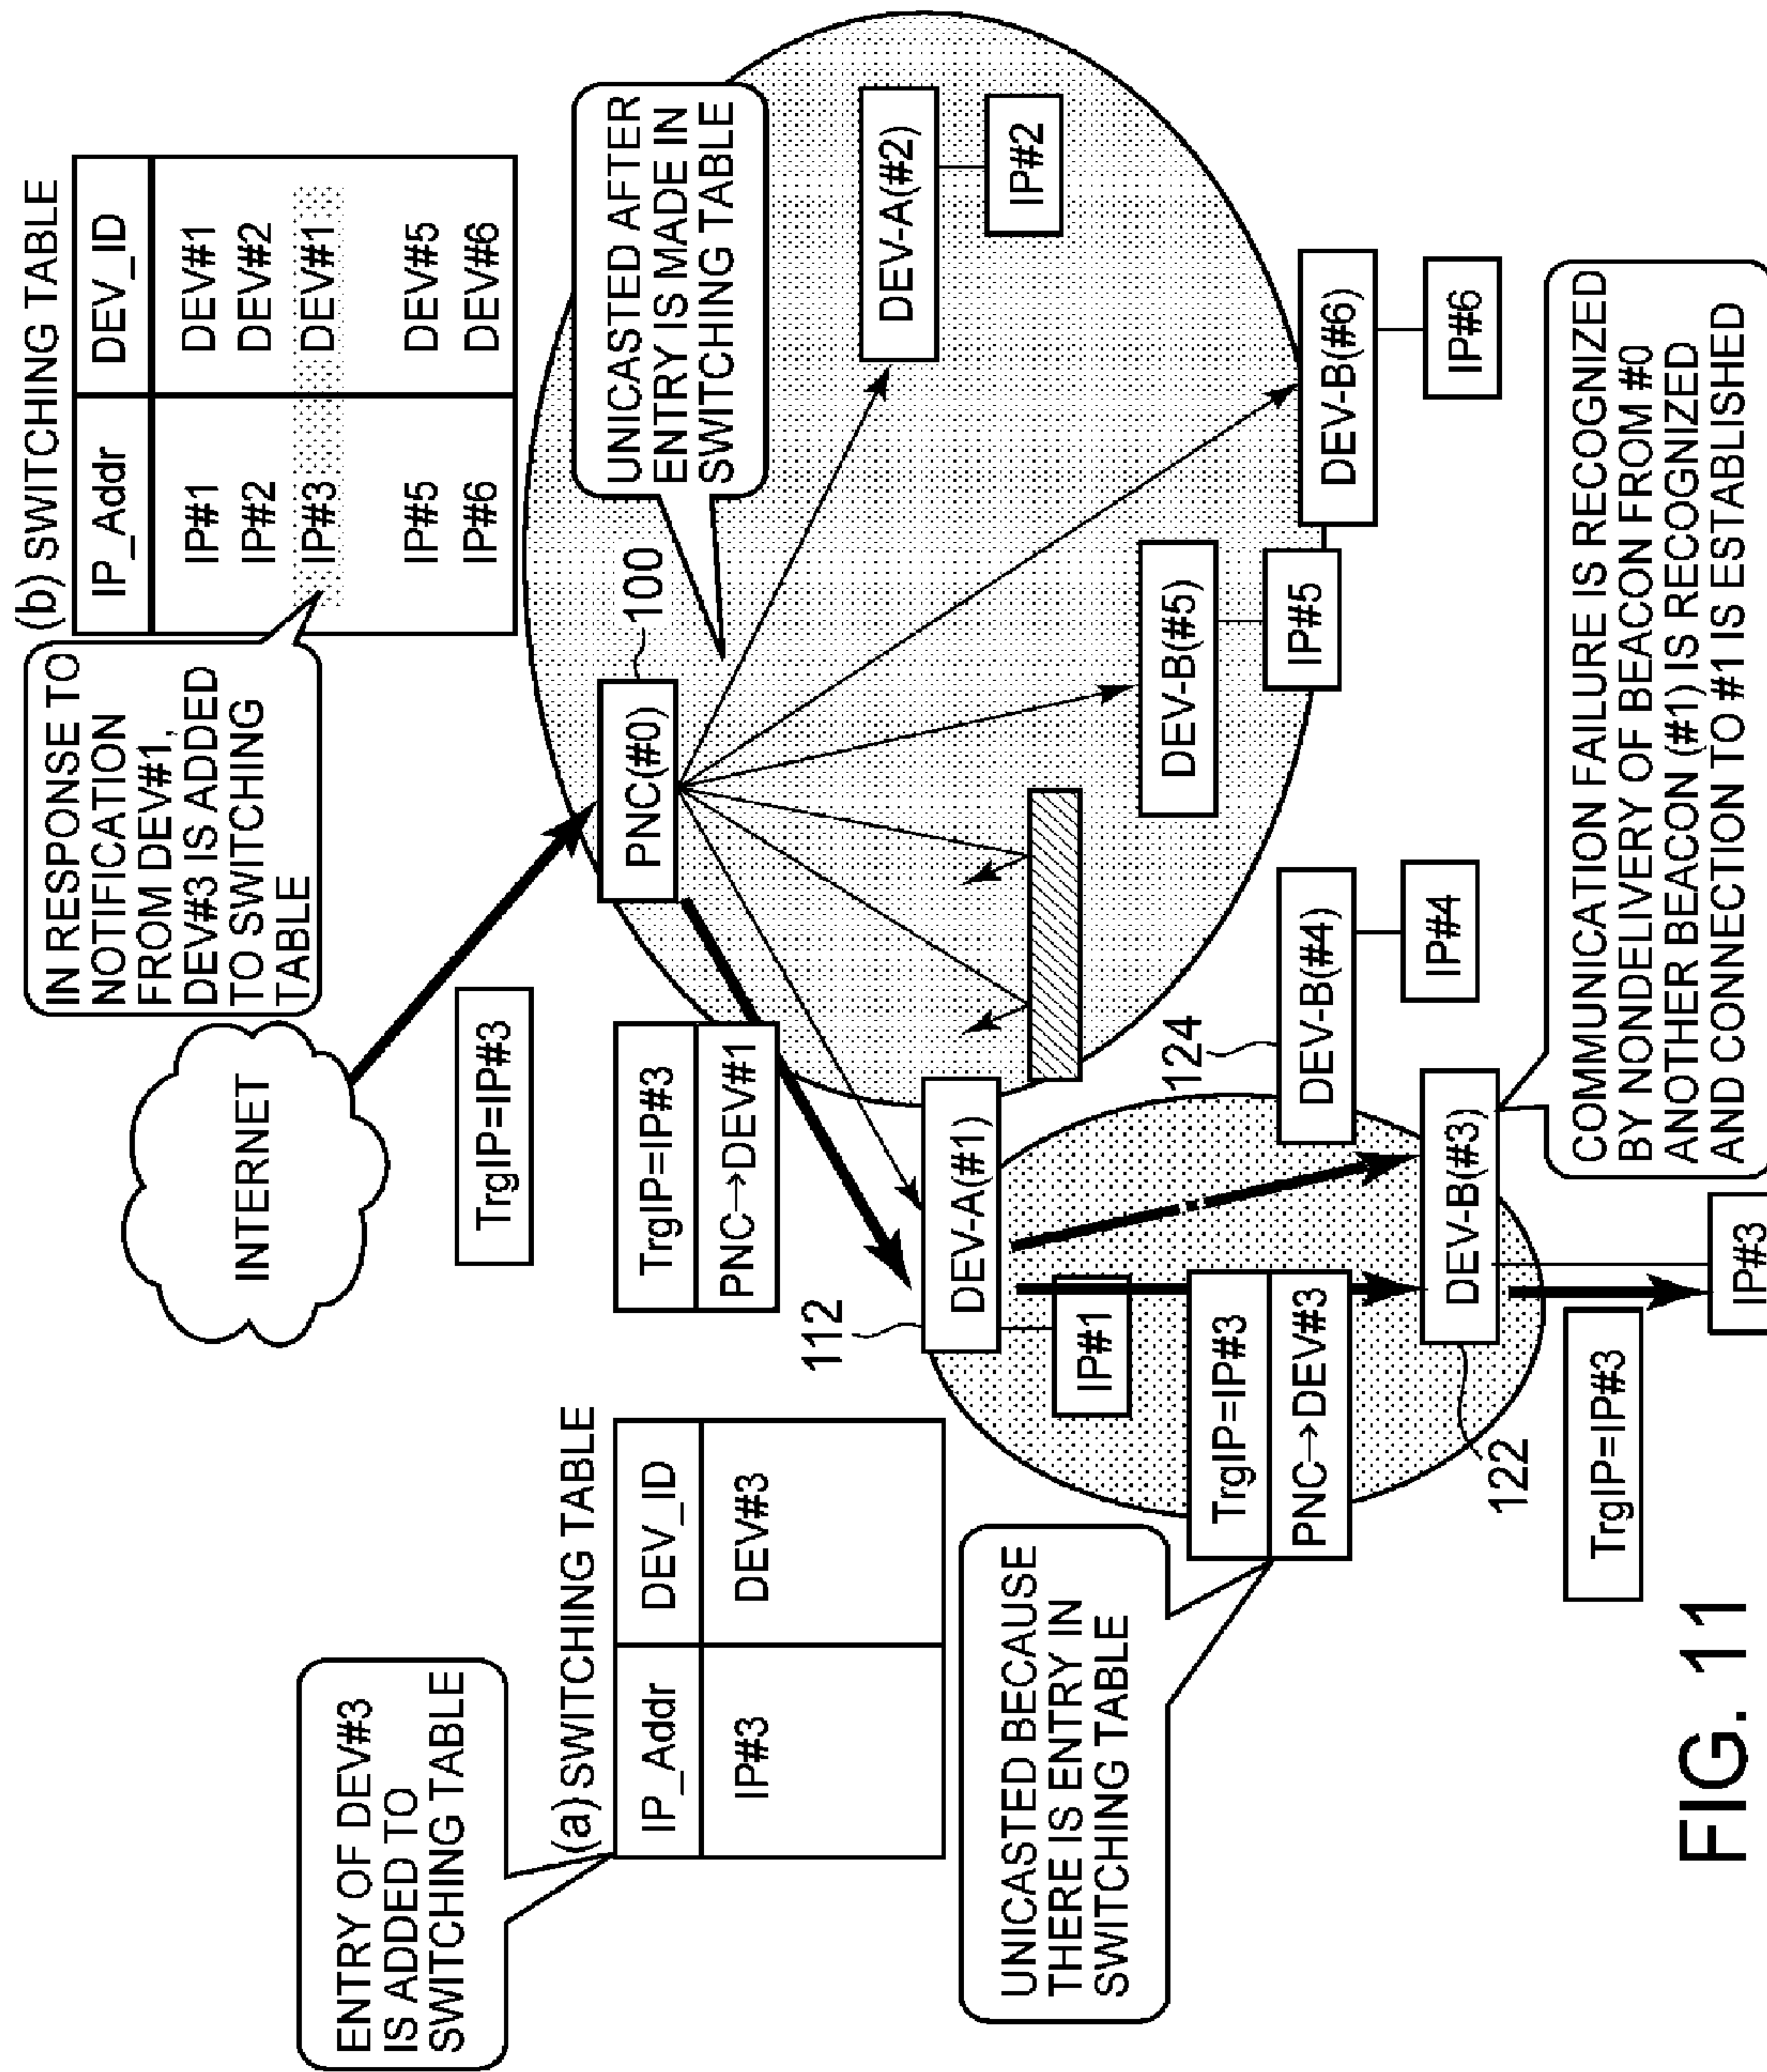 (b) SWITCHING TABLE
IP_Addr DEV_ID
IP#1 DEV#1
IP#2 DEV#2
IP#3 DEV#1
IP#5 DEV#5
IP#6 DEV#6
IN RESPONSE TO
NOTIFICATION
FROM DEV#1,
DEV#3 IS ADDED
TO SWITCHING
TABLE
UNICASTED AFTER
ENTRY IS MADE IN
SWITCHING TABLE
INTERNET
TrgIP=IP#3
PNC(#0)
100
TrgIP=IP#3
PNC→DEV#1
DEV-A(#2)
IP#2
ENTRY OF DEV#3
IS ADDED TO
SWITCHING TABLE
(a) SWITCHING TABLE
IP_Addr DEV_ID
IP#3 DEV#3
112
DEV-A(#1)
IP#1
DEV-B(#5)
IP#5
DEV-B(#6)
IP#6
124
DEV-B(#4)
IP#4
UNICASTED BECAUSE
THERE IS ENTRY IN
SWITCHING TABLE
TrgIP=IP#3
PNC→DEV#3
DEV-B(#3)
122
TrgIP=IP#3
IP#3
COMMUNICATION FAILURE IS RECOGNIZED
BY NONDELIVERY OF BEACON FROM #0
ANOTHER BEACON (#1) IS RECOGNIZED
AND CONNECTION TO #1 IS ESTABLISHED
FIG. 11